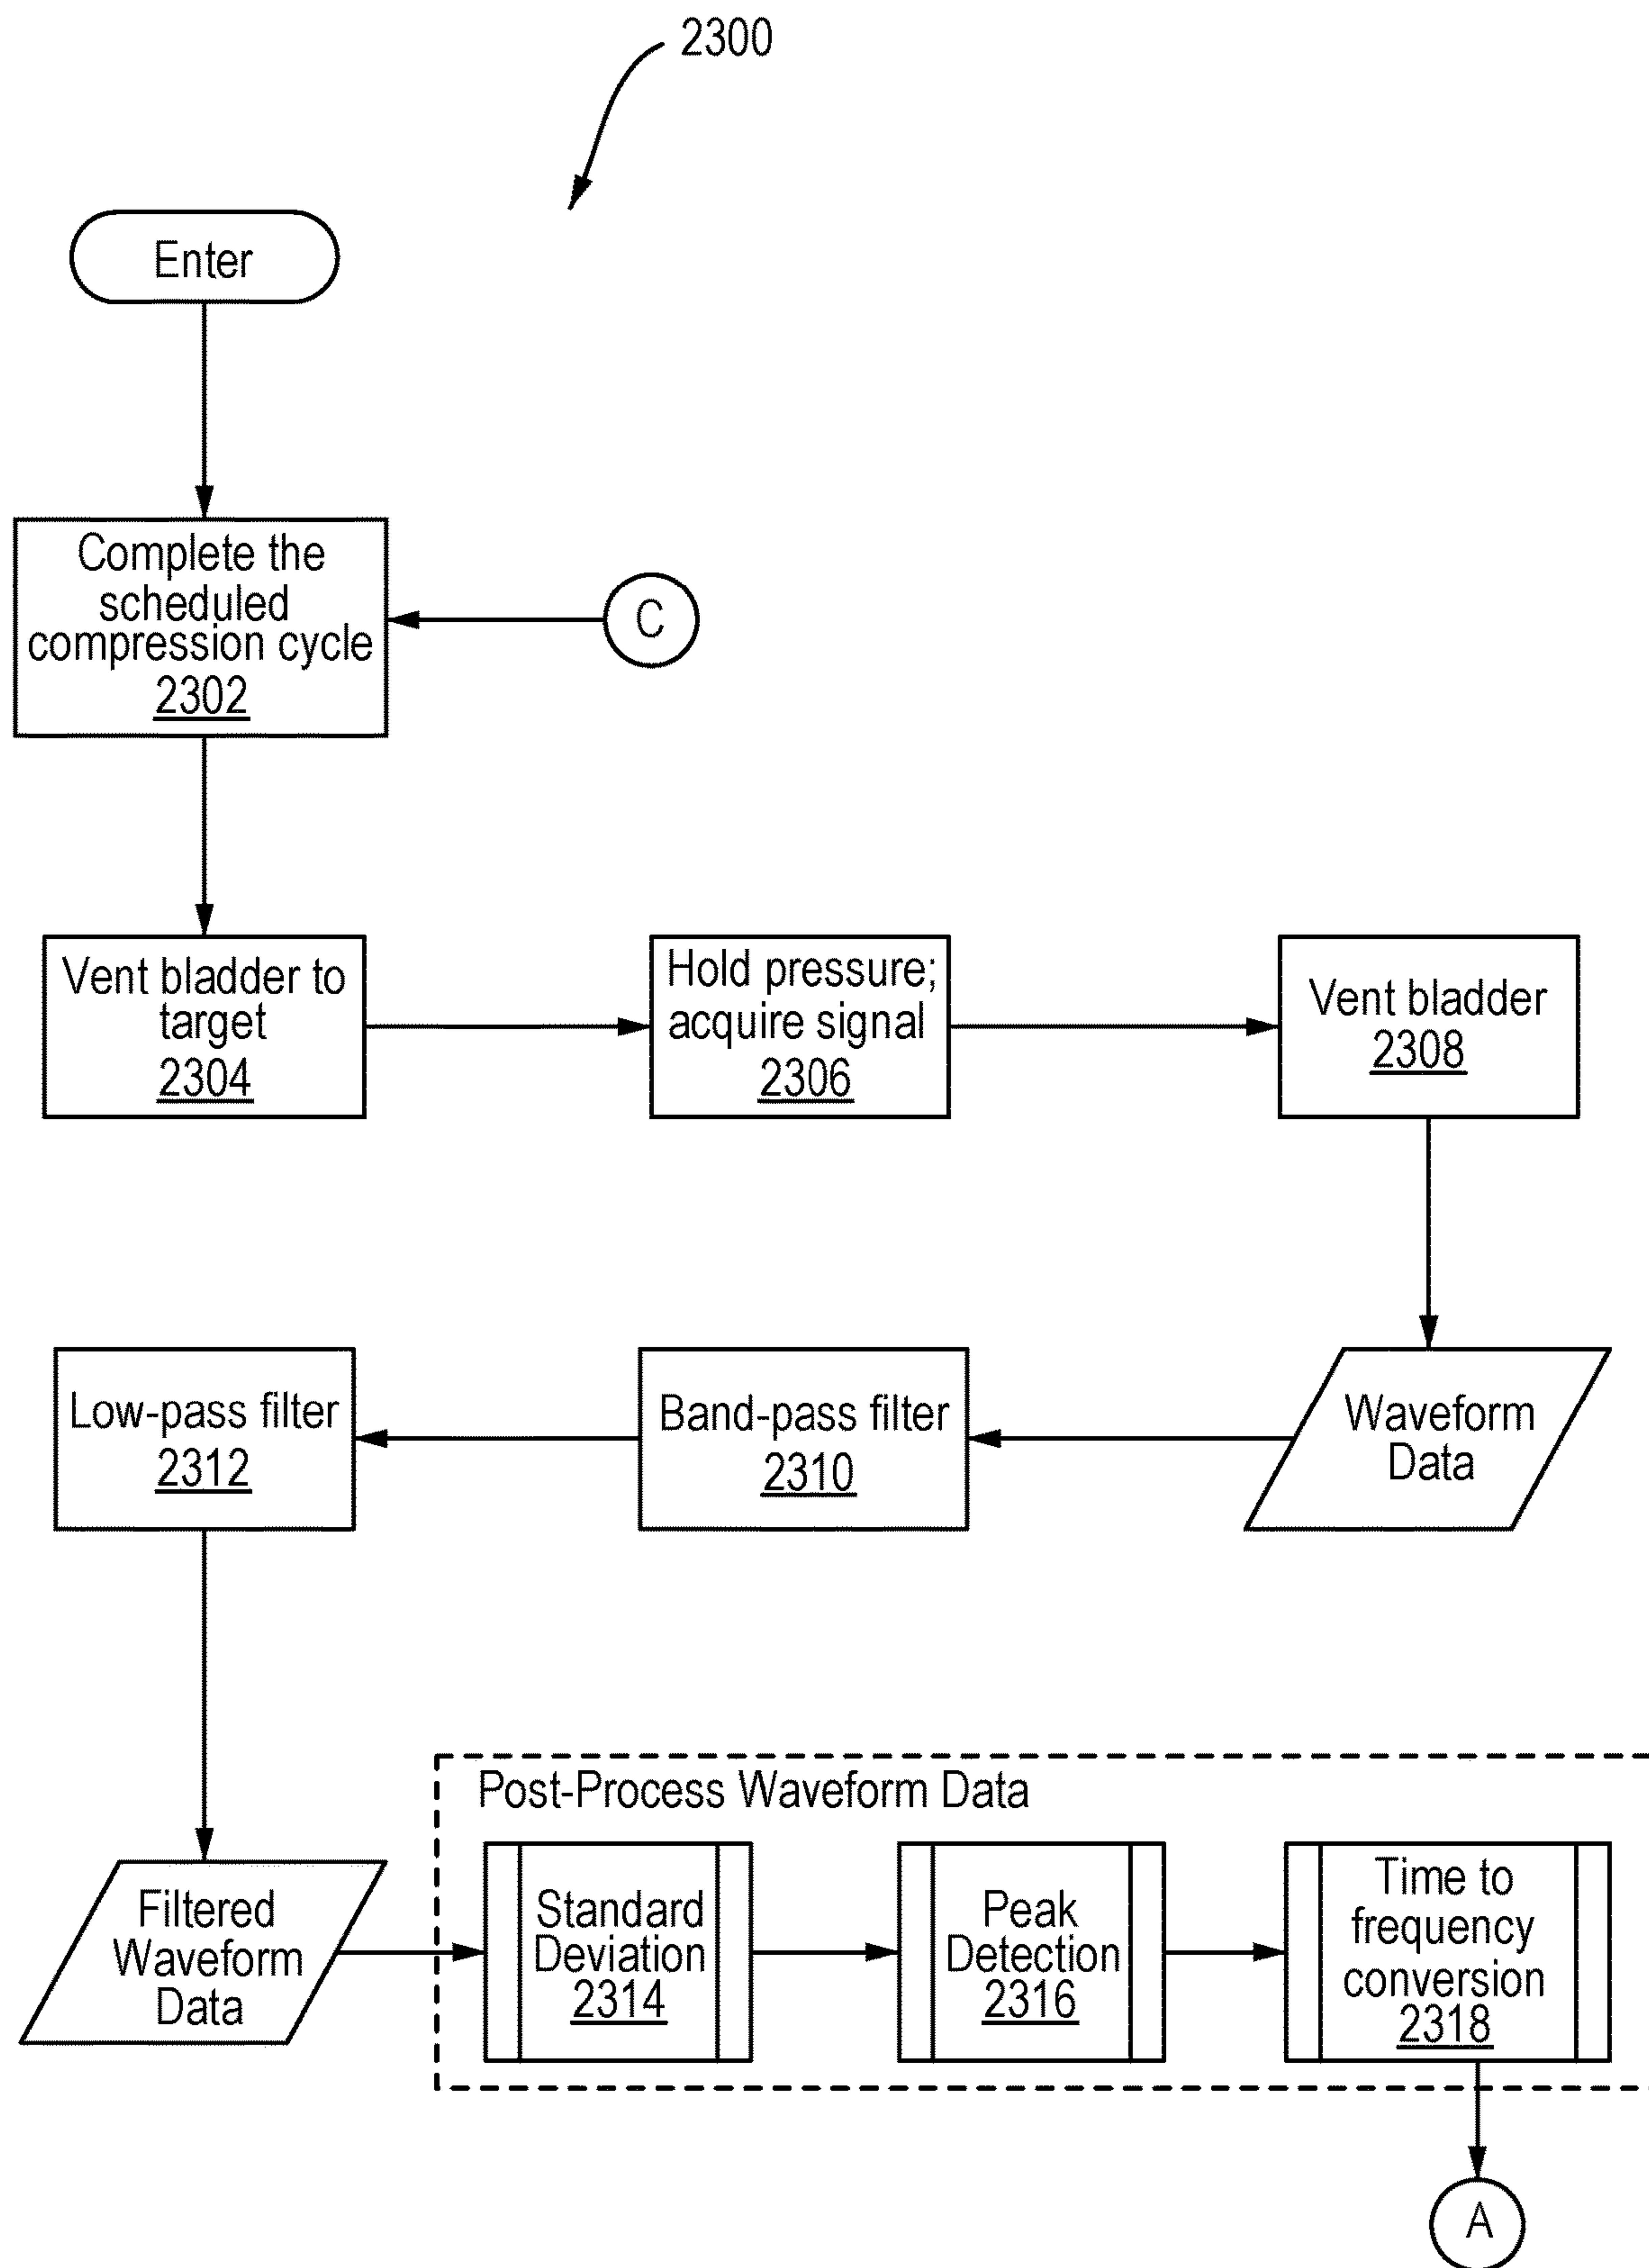 2300
Enter
Complete the
scheduled
compression cycle
2302
C
Vent bladder to
target
2304
Hold pressure;
acquire signal
2306
Vent bladder
2308
Low-pass filter
2312
Band-pass filter
2310
Waveform
Data
Post-Process Waveform Data
Filtered
Waveform
Data
Standard
Deviation
2314
Peak
Detection
2316
Time to
frequency
conversion
2318
A